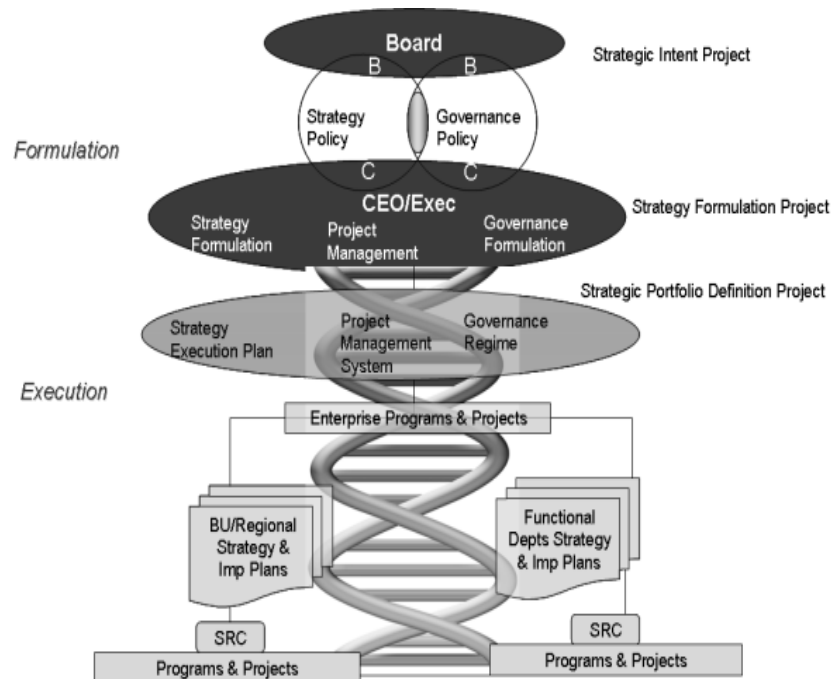 Board
Strategic Intent Project
B
B
Strategy
Policy
Governance
Policy
Formulation
C
C
CEO/Exec
Strategy Formulation Project
Strategy
Formulation
Project
Management
Governance
Formulation
Strategic Portfolio Definition Project
Strategy
Execution Plan
Project
Management
System
Governance
Regime
Execution
Enterprise Programs & Projects
BU/Regional
Strategy &
Imp Plans
Functional
Depts Strategy
& Imp Plans
SRC
SRC
Programs & Projects
Programs & Projects